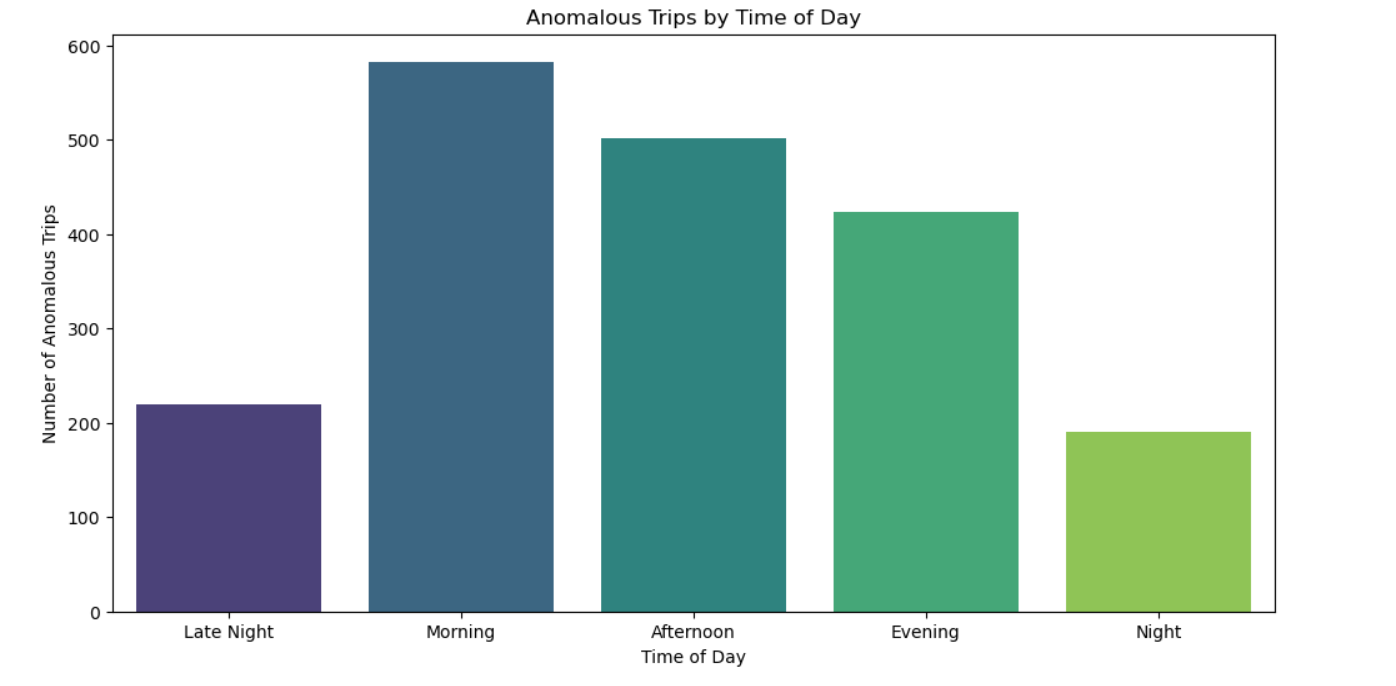 Anomalous Trips by Time of Day
Number of Anomalous Trips
600
500
400
300
200
100
0
Late Night Morning Afternoon Evening Night
Time of Day